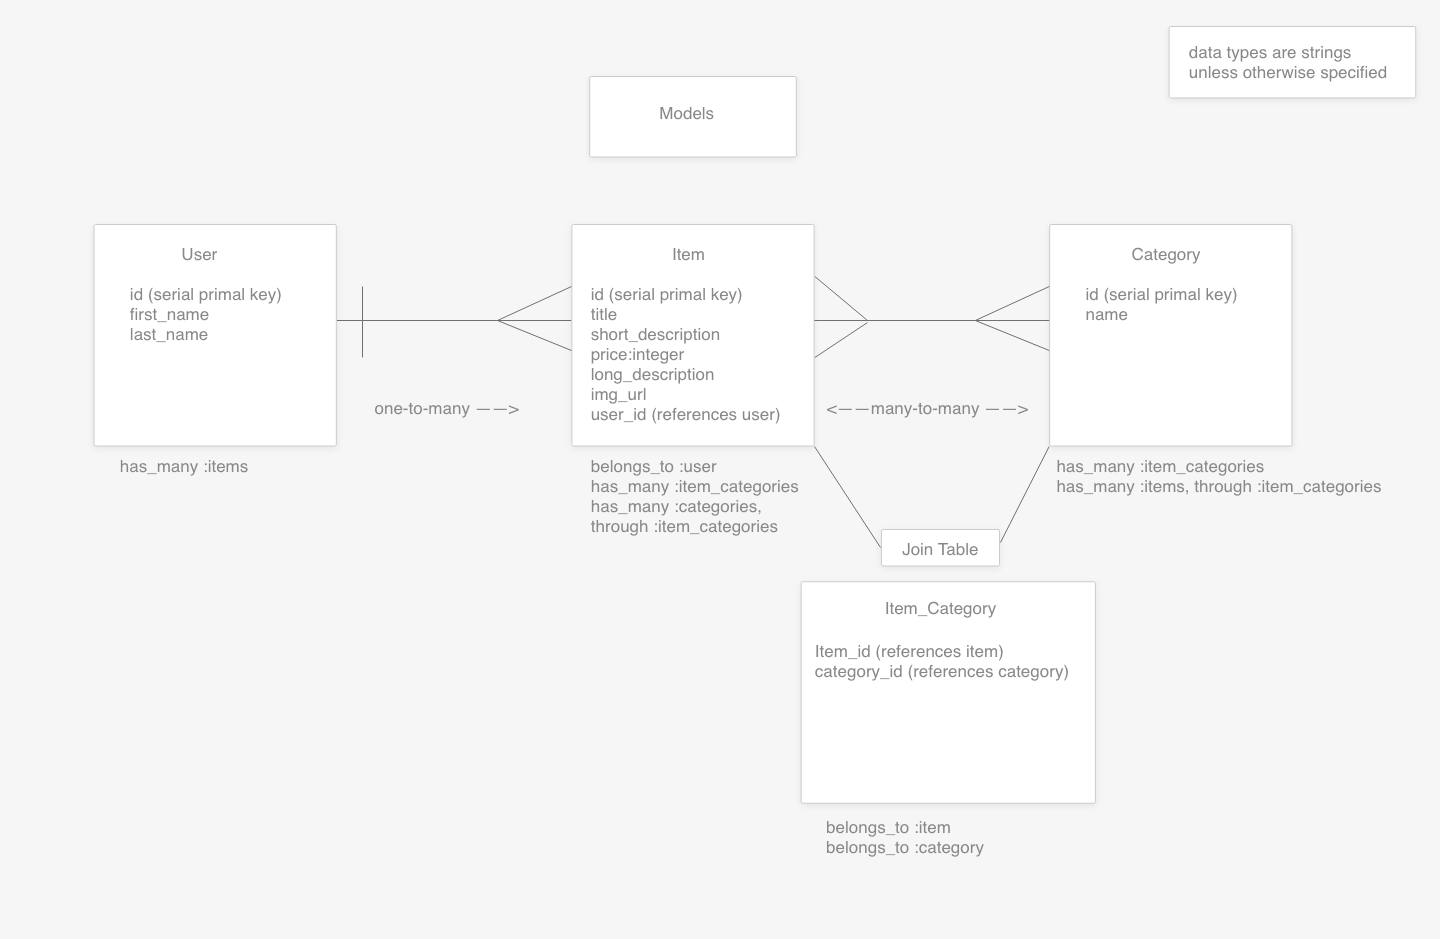 data types are strings
unless otherwise specified
Models
User
id (serial primal key)
first_name
last_name
has_many :items
one-to-many — —>
Item
id (serial primal key)
title
short_description
price:integer
long_description
img_url
user_id (references user)
belongs_to :user
has_many :item_categories
has_many :categories,
through :item_categories
<— —many-to-many — —>
Category
id (serial primal key)
name
has_many :item_categories
has_many :items, through :item_categories
Join Table
Item_Category
Item_id (references item)
category_id (references category)
belongs_to :item
belongs_to :category